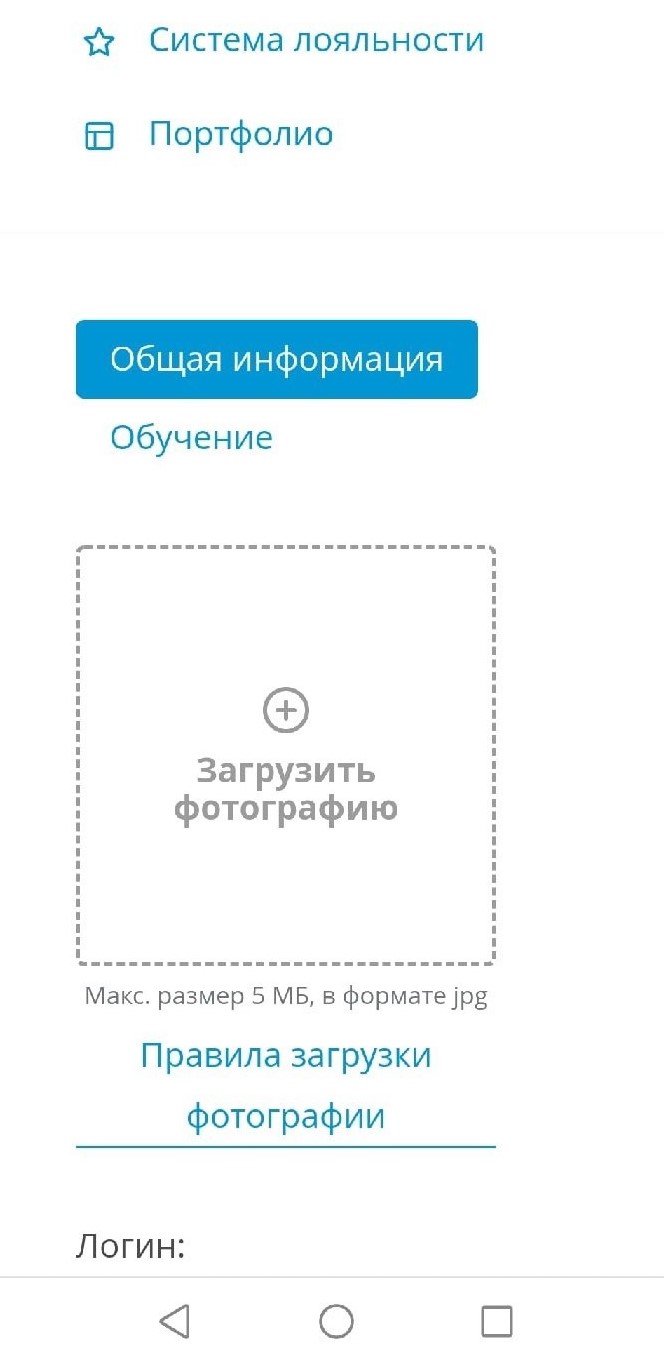 Система лояльности
Портфолио
Общая информация
Обучение
Загрузить
фотографию
Макс. размер 5 МБ, в формате jpg
Правила загрузки
фотографии
Логин: